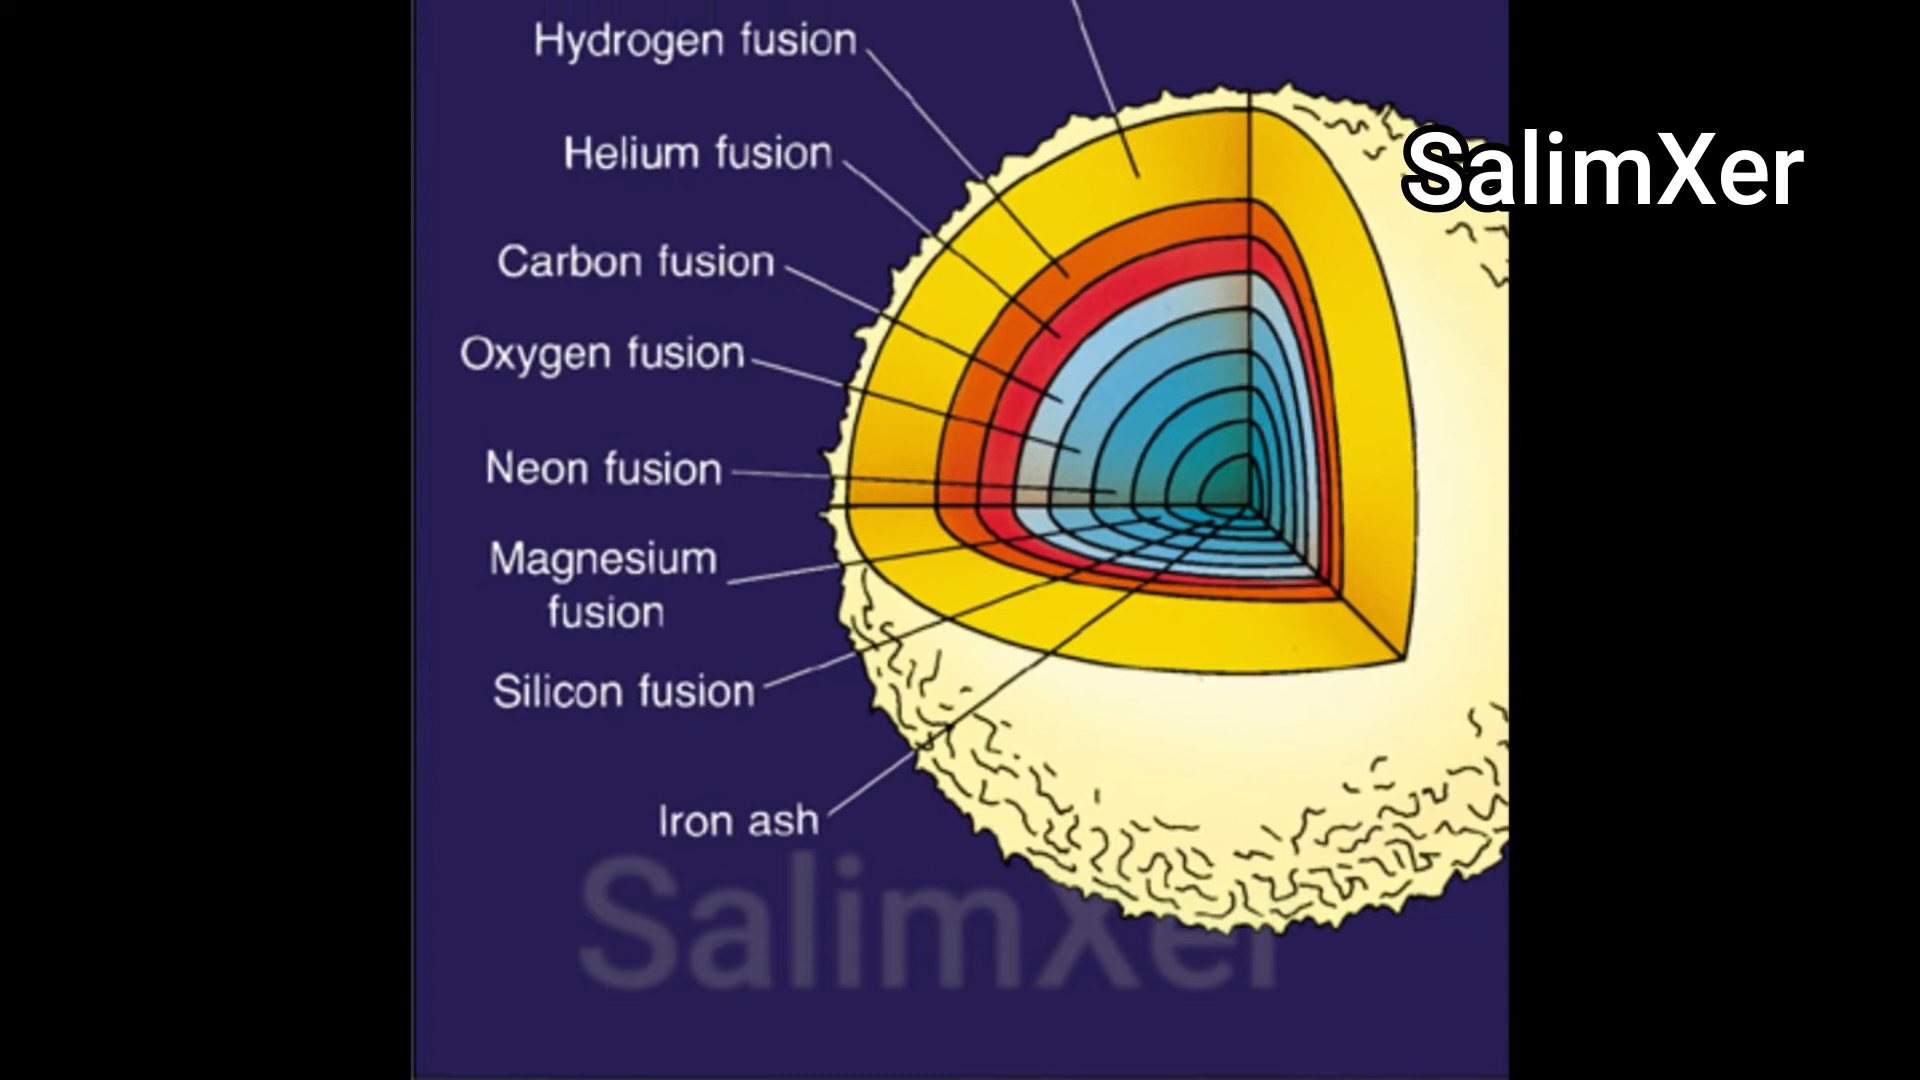 Hydrogen fusion
SalimXer
Helium fusion
Carbon fusion
Oxygen fusion
Neon fusion
Magnesium
fusion
Silicon fusion
Iron ash
SalimXer